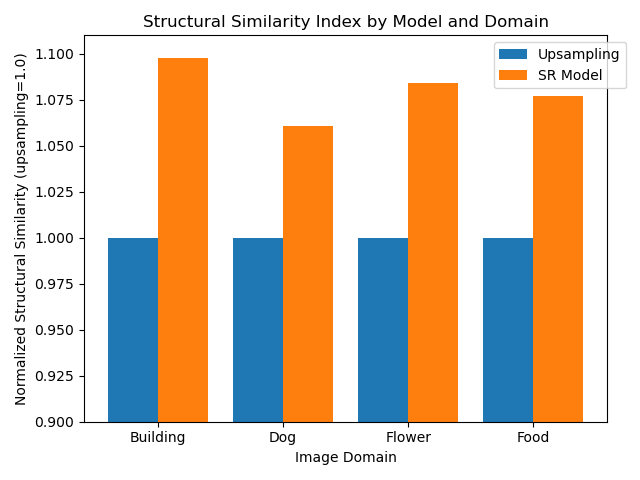 Structural Similarity Index by Model and Domain
Upsampling
SR Model
Normalized Structural Similarity (upsampling=1.0)
1.100
1.075
1.050
1.025
1.000
0.975
0.950
0.925
0.900
Building Dog Flower Food
Image Domain